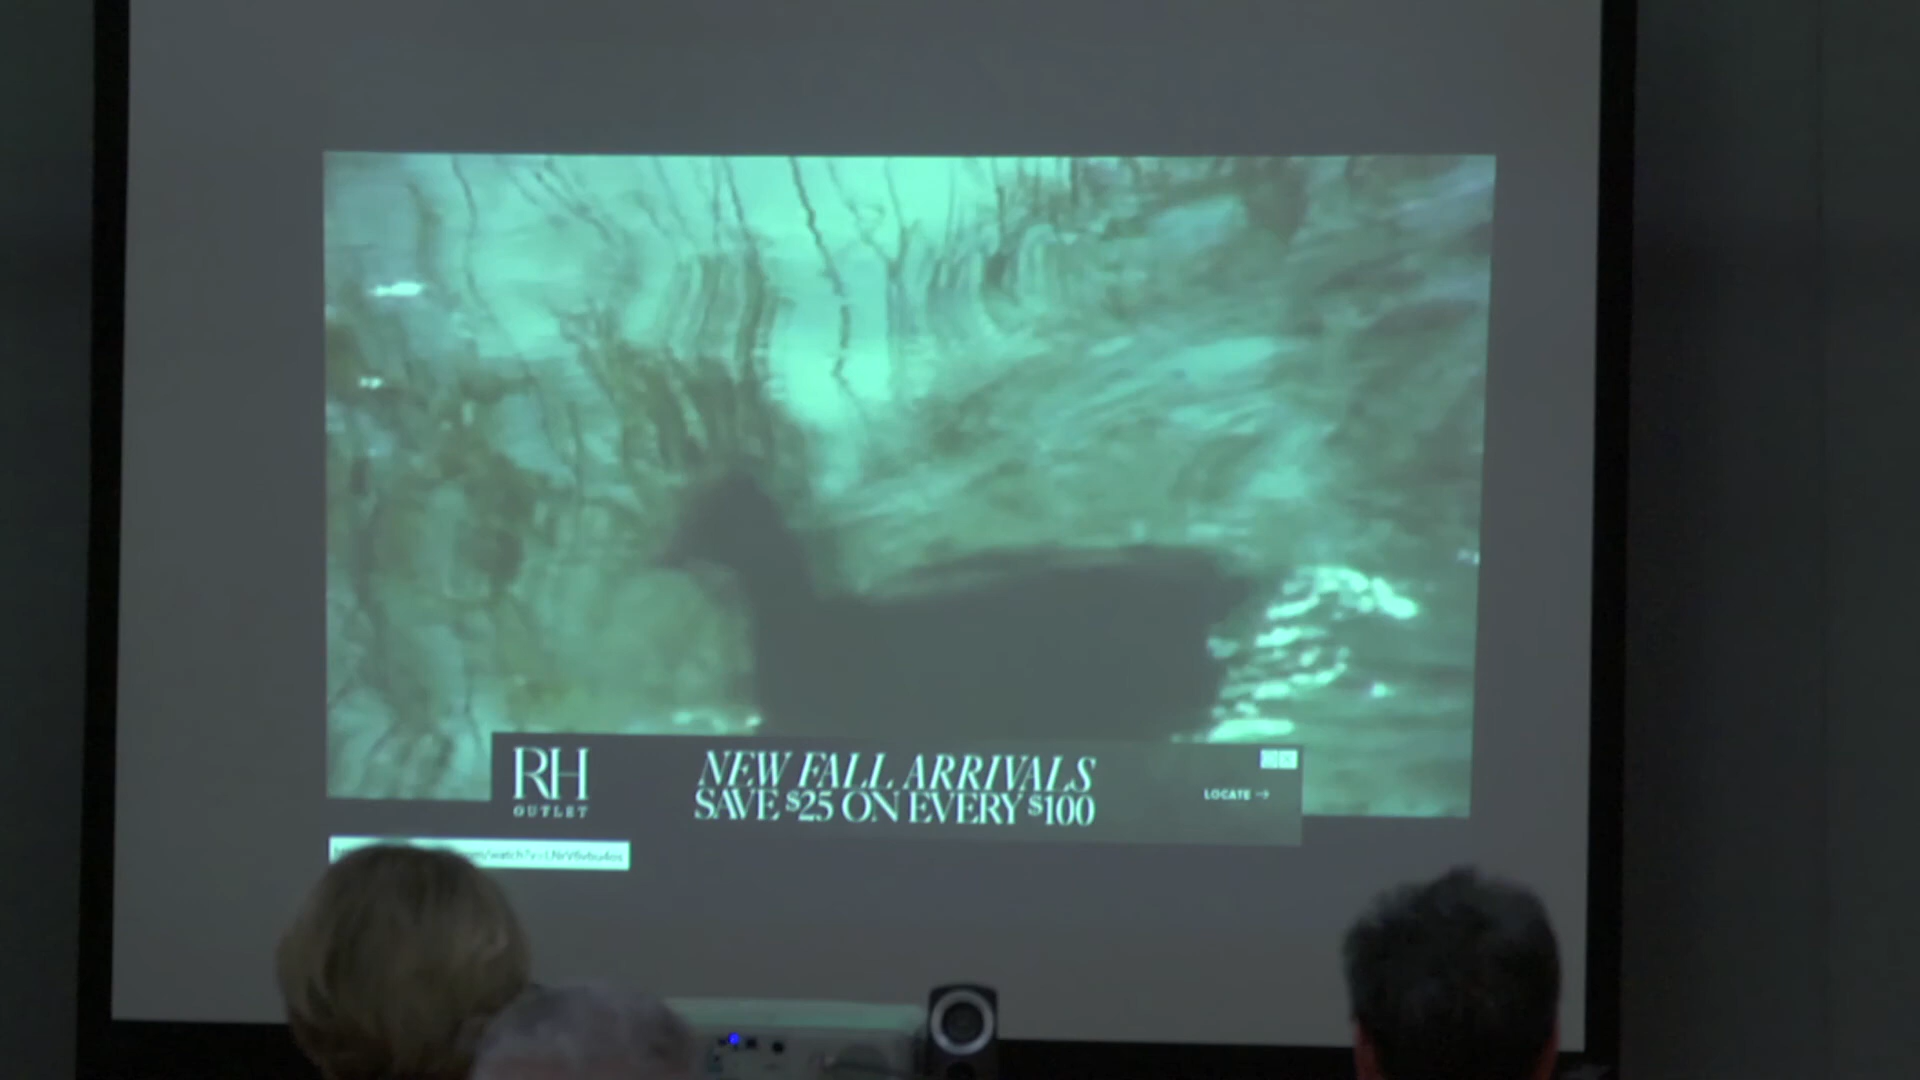 RH
OUTLET
NEW FALL ARRIVALS
SAVE $25 ON EVERY $100
LOCATE →